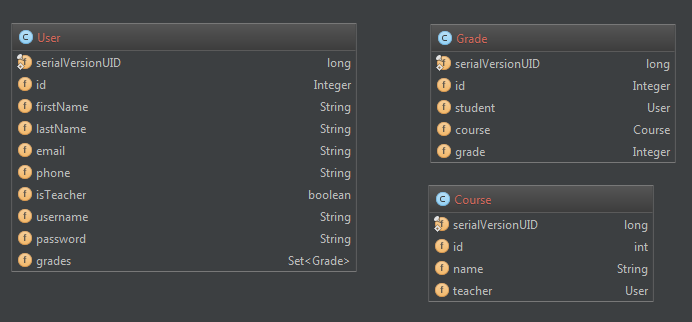 User
serialVersionUID long
id Integer
firstName String
lastName String
email String
phone String
isTeacher boolean
username String
password String
grades Set<Grade>
Grade
serialVersionUID long
id Integer
student User
course Course
grade Integer
Course
serialVersionUID long
id int
name String
teacher User